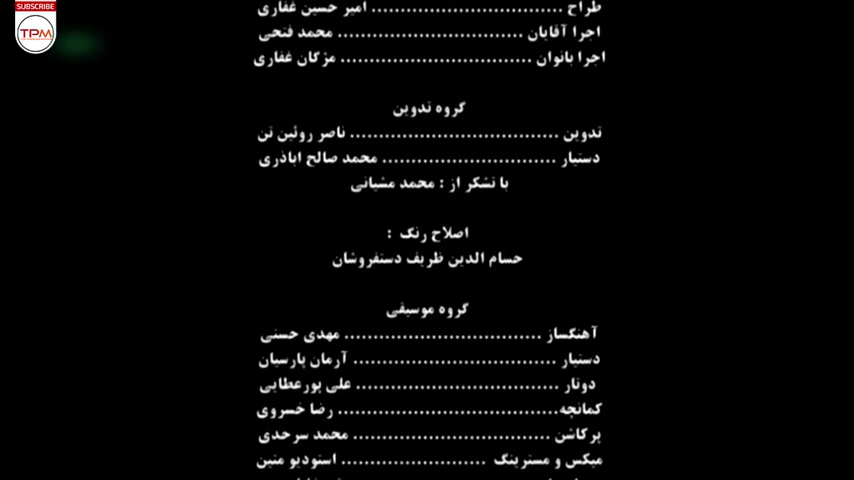 SUBSCRIBE
TPM
طراح ................................. امیر حسین غفاری
اجرا آقایان ................................ محمد فتحی
اجرا بانوان ................................. مژگان غفاری
گروه تدوین
تدوین .................................... ناصر روئین تن
دستیار .............................. محمد صالح اباذری
با تشکر از : محمد مشیانی
اصلاح رنگ :
حسام الدین ظریف دستفروشان
گروه موسیقی
آهنگساز .................................. مهدی حسنی
دستیار ................................... آرمان پارسیان
دوتار ................................... علی پورعطایی
کمانچه...................................... رضا خسروی
پرکاشن .................................. محمد سرحدی
میکس و مسترینگ ......................... استودیو متین